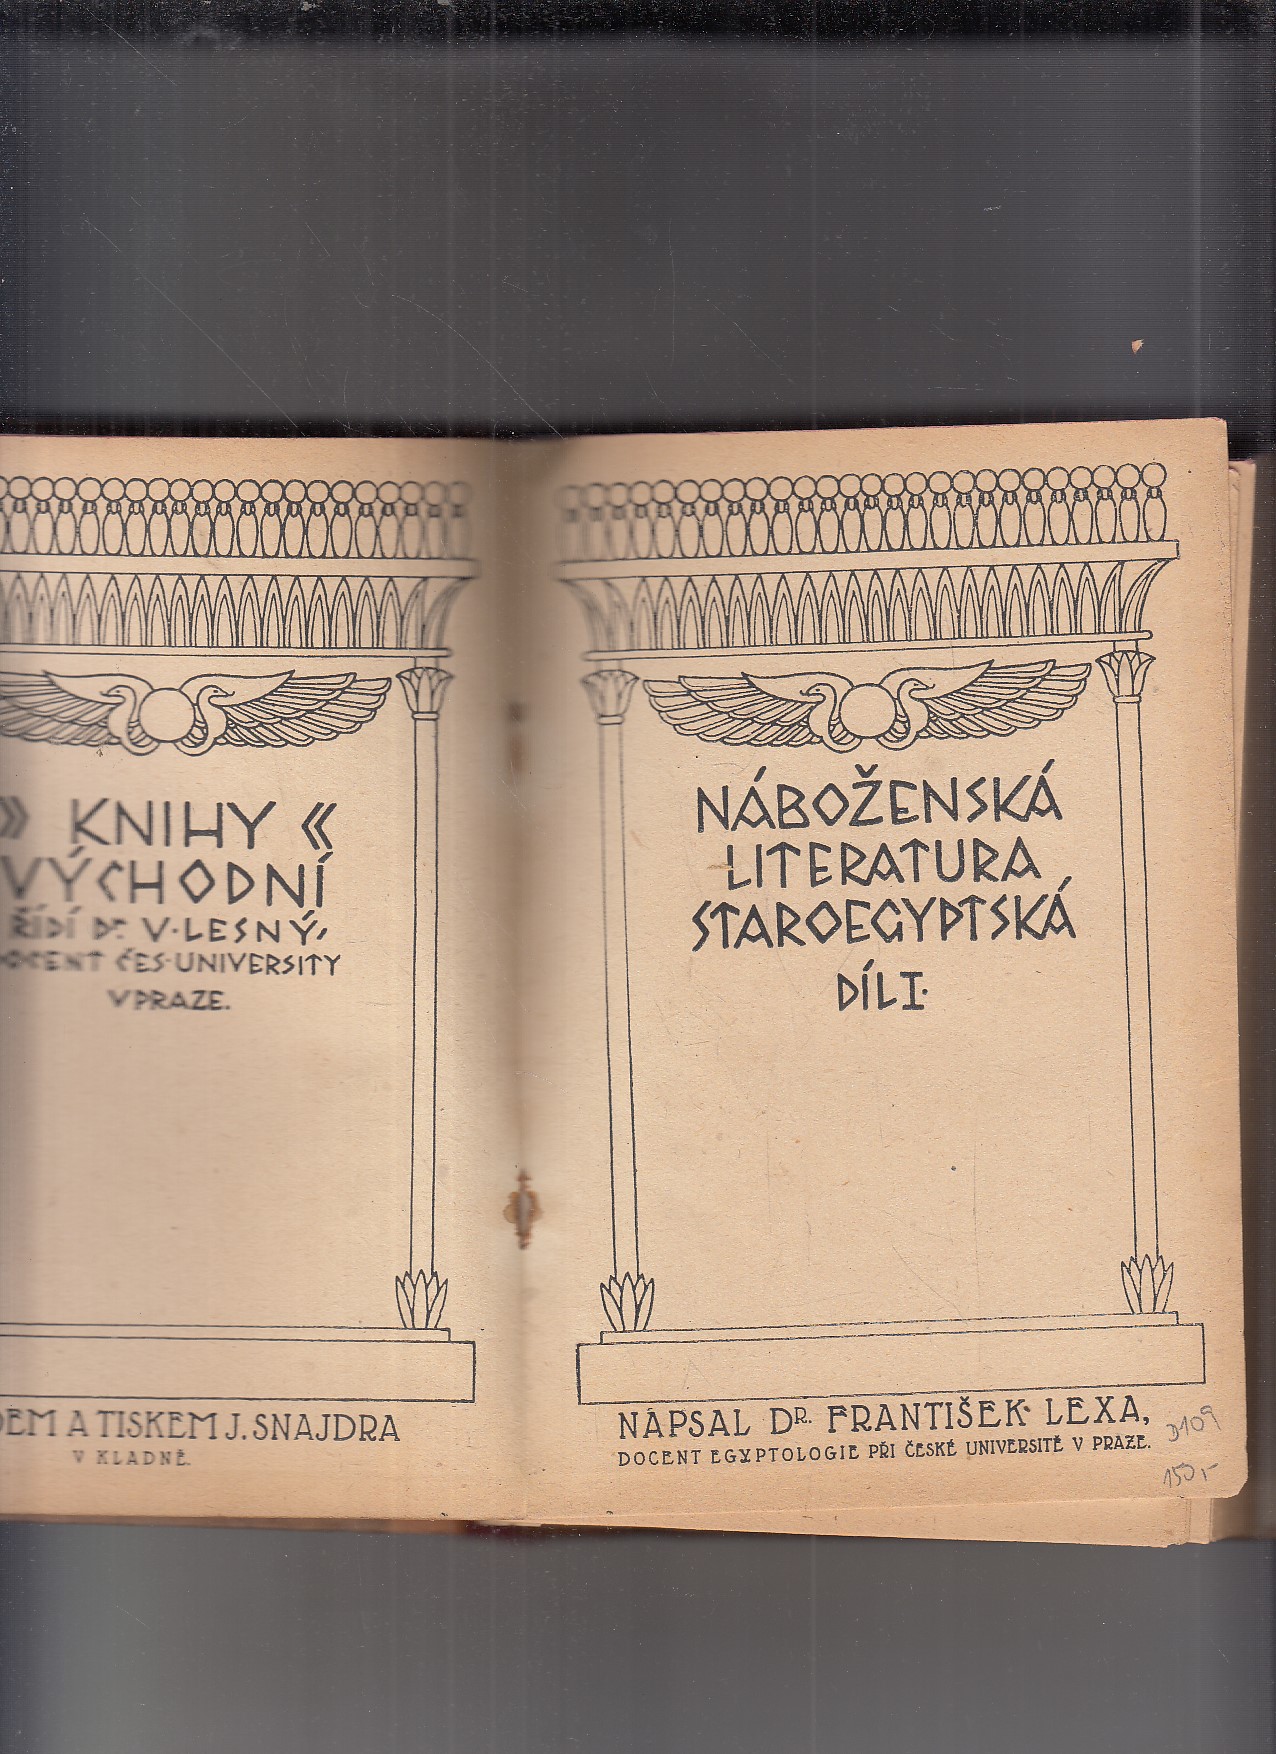 » KNIHY «
VÝCHODNÍ
ŘÍDÍ Dr. V. LESNÝ,
DOCENT ČES. UNIVERSITY
V PRAZE.
A TISKEM J. SNAJDRA
V KLADNĚ.
NÁBOŽENSKÁ
LITERATURA
STAROEGYPTSKÁ
DÍL I.
NAPSAL DR. FRANTIŠEK LEXA,
DOCENT EGYPTOLOGIE PŘI ČESKÉ UNIVERSITĚ V PRAZE.
D109
150,-